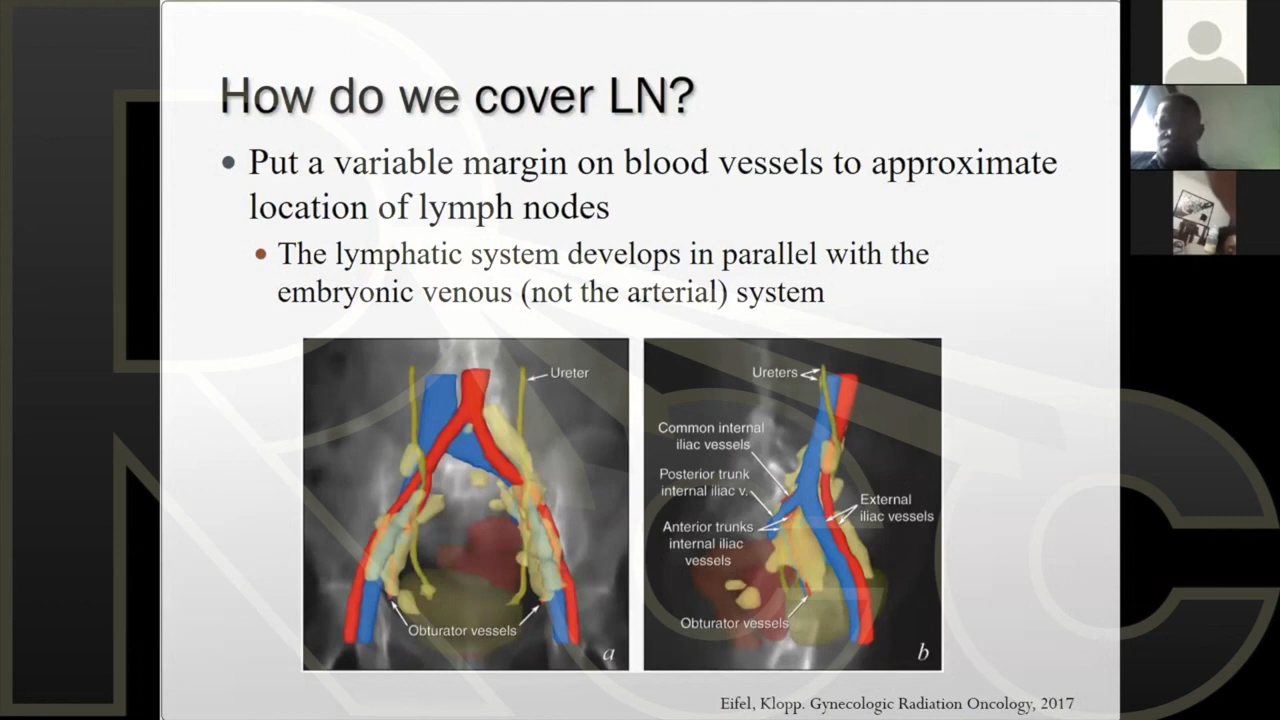 How do we cover LN?
• Put a variable margin on blood vessels to approximate
location of lymph nodes
• The lymphatic system develops in parallel with the
embryonic venous (not the arterial) system
Ureter
Obturator vessels
a
Ureters
Common internal
iliac vessels
Posterior trunk
internal iliac v.
Anterior trunks
internal iliac
vessels
External
iliac vessels
Obturator vessels
b
Eifel, Klopp. Gynecologic Radiation Oncology, 2017